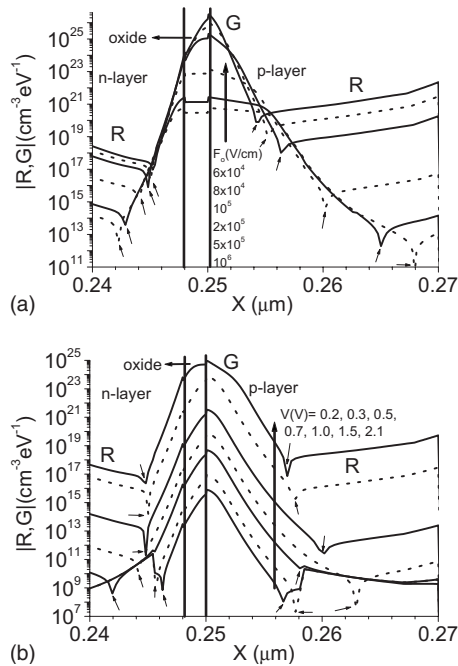 10²⁵
10²³
10²¹
10¹⁹
10¹⁷
10¹⁵
10¹³
10¹¹
|R,G|(cm⁻³eV⁻¹)
oxide
G
n-layer
p-layer
R
R
F₀(V/cm)
6x10⁴
8x10⁴
10⁵
2x10⁵
5x10⁵
10⁶
0.24
0.25
0.26
0.27
(a)
X (μm)
10²⁵
10²³
10²¹
10¹⁹
10¹⁷
10¹⁵
10¹³
10¹¹
10⁹
10⁷
|R,G|(cm⁻³eV⁻¹)
oxide
G
n-layer
p-layer
V(V)= 0.2, 0.3, 0.5,
0.7, 1.0, 1.5, 2.1
R
R
0.24
0.25
0.26
0.27
(b)
X (μm)